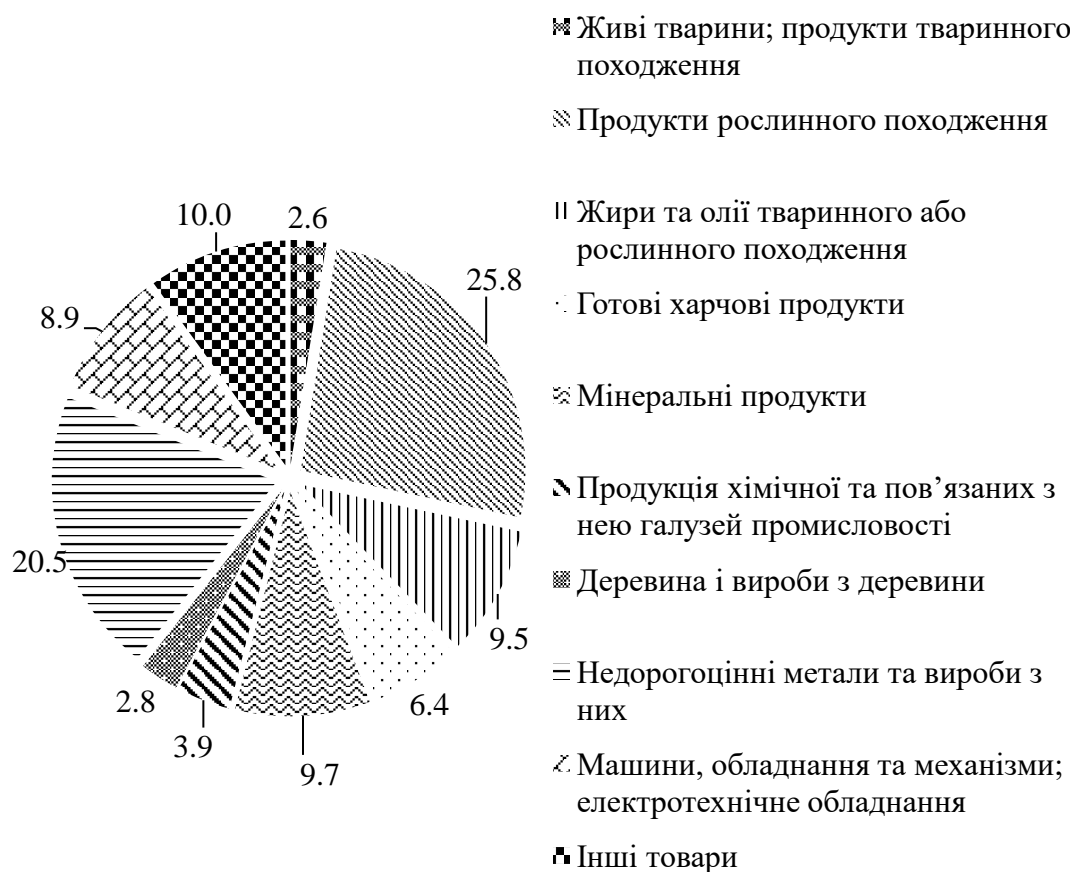 Живі тварини; продукти тваринного
походження
Продукти рослинного походження
Жири та олії тваринного або
рослинного походження
Готові харчові продукти
Мінеральні продукти
Продукція хімічної та пов’язаних з
нею галузей промисловості
Деревина і вироби з деревини
Недорогоцінні метали та вироби з
них
Машини, обладнання та механізми;
електротехнічне обладнання
Інші товари
10.0
2.6
25.8
8.9
20.5
9.5
6.4
2.8
3.9
9.7